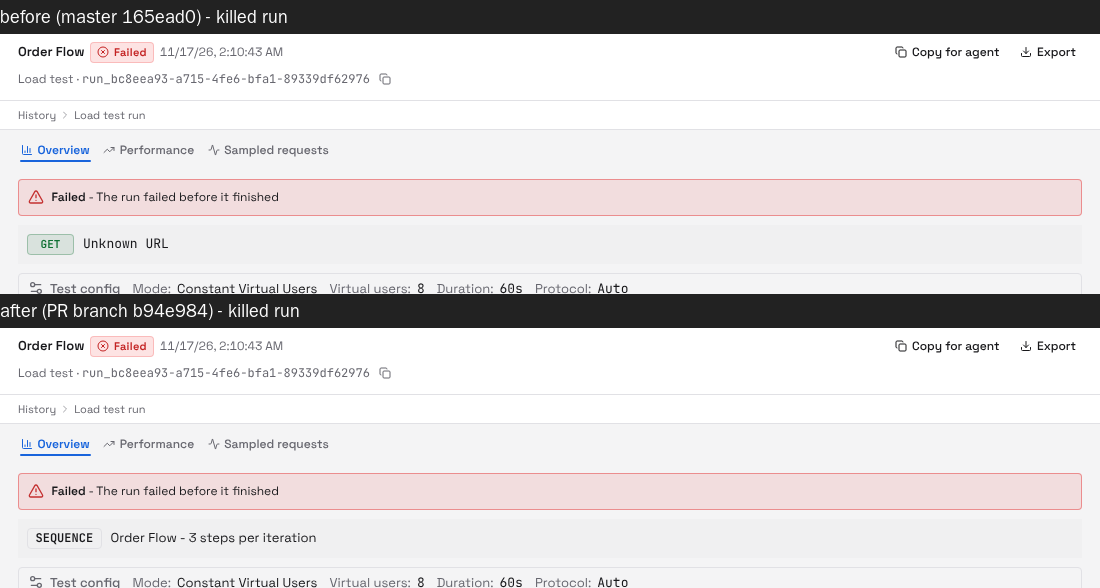 before (master 165ead0) - killed run
Order Flow Failed 11/17/26, 2:10:43 AM Copy for agent Export
Load test · run_bc8eea93-a715-4fe6-bfa1-89339df62976
History > Load test run
Overview Performance Sampled requests
Failed - The run failed before it finished
GET Unknown URL
Test config Mode: Constant Virtual Users Virtual users: 8 Duration: 60s Protocol: Auto
after (PR branch b94e984) - killed run
Order Flow Failed 11/17/26, 2:10:43 AM Copy for agent Export
Load test · run_bc8eea93-a715-4fe6-bfa1-89339df62976
History > Load test run
Overview Performance Sampled requests
Failed - The run failed before it finished
SEQUENCE Order Flow - 3 steps per iteration
Test config Mode: Constant Virtual Users Virtual users: 8 Duration: 60s Protocol: Auto